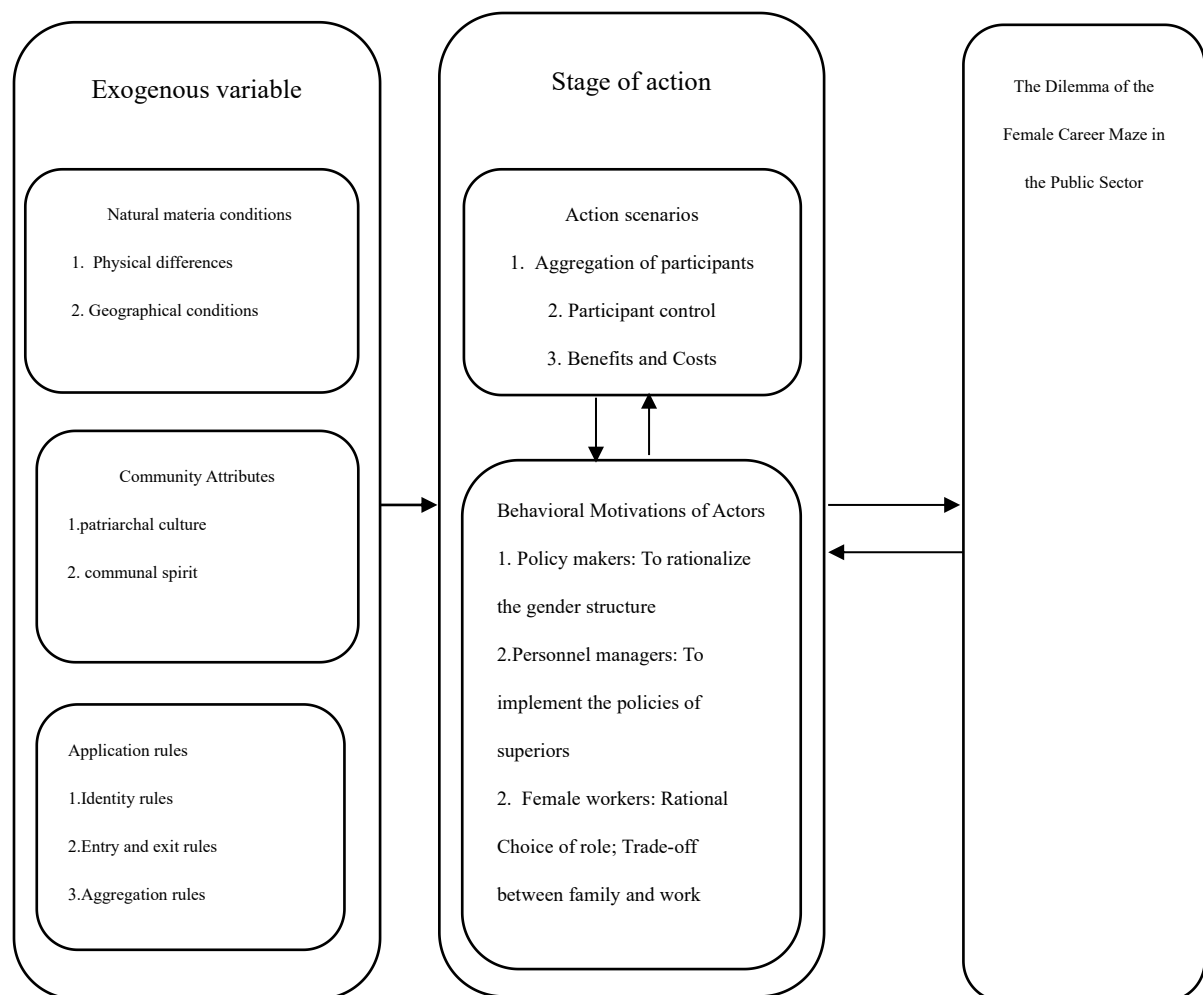 Exogenous variable
Natural materia conditions
1. Physical differences
2. Geographical conditions
Community Attributes
1.patriarchal culture
2. communal spirit
Application rules
1.Identity rules
2.Entry and exit rules
3.Aggregation rules
Stage of action
Action scenarios
1. Aggregation of participants
2. Participant control
3. Benefits and Costs
Behavioral Motivations of Actors
1. Policy makers: To rationalize
the gender structure
2.Personnel managers: To
implement the policies of
superiors
2. Female workers: Rational
Choice of role; Trade-off
between family and work
The Dilemma of the
Female Career Maze in
the Public Sector